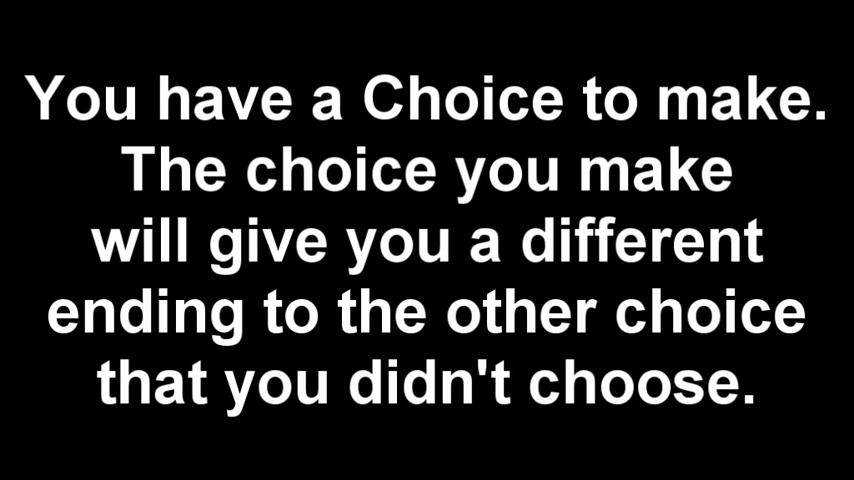 You have a Choice to make.
The choice you make
will give you a different
ending to the other choice
that you didn't choose.